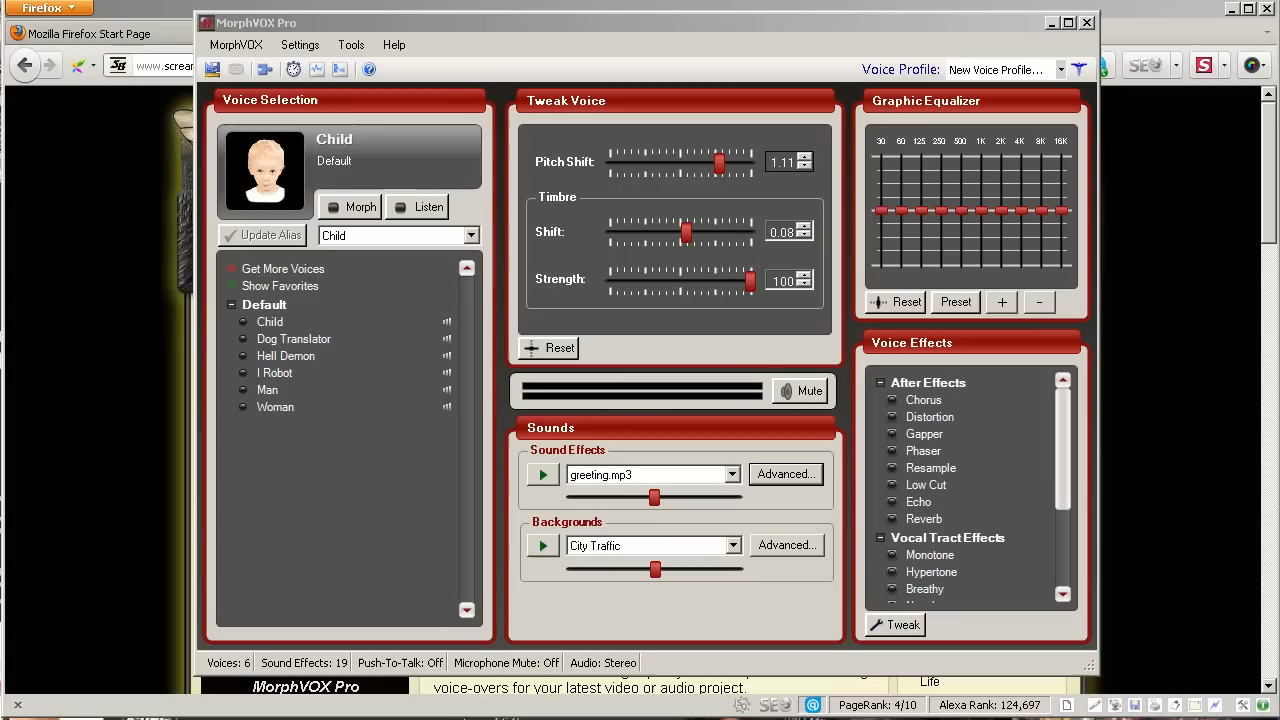 Firefox
Mozilla Firefox Start Page
www.screar
MorphVOX Pro
MorphVOX
Settings
Tools
Help
Voice Profile:
New Voice Profile...
SE
S
Voice Selection
Child
Default
Morph
Listen
Update Alias
Child
Get More Voices
Show Favorites
Default
Child
Dog Translator
Hell Demon
I Robot
Man
Woman
Tweak Voice
Pitch Shift:
1.11
Timbre
Shift:
0.08
Strength:
100
Reset
Mute
Sounds
Sound Effects
greeting.mp3
Advanced...
Backgrounds
City Traffic
Advanced...
Graphic Equalizer
30 60 125 250 500 1K 2K 4K 8K 16K
Reset
Preset
+
-
Voice Effects
After Effects
Chorus
Distortion
Gapper
Phaser
Resample
Low Cut
Echo
Reverb
Vocal Tract Effects
Monotone
Hypertone
Breathy
Tweak
Voices: 6
Sound Effects: 19
Push-To Talk: Off
Microphone Mute: Off
Audio: Stereo
MorphVOX Pro
voice-overs for your latest video or audio project.
Life
SE
PageRank: 4/10
Alexa Rank: 124,697